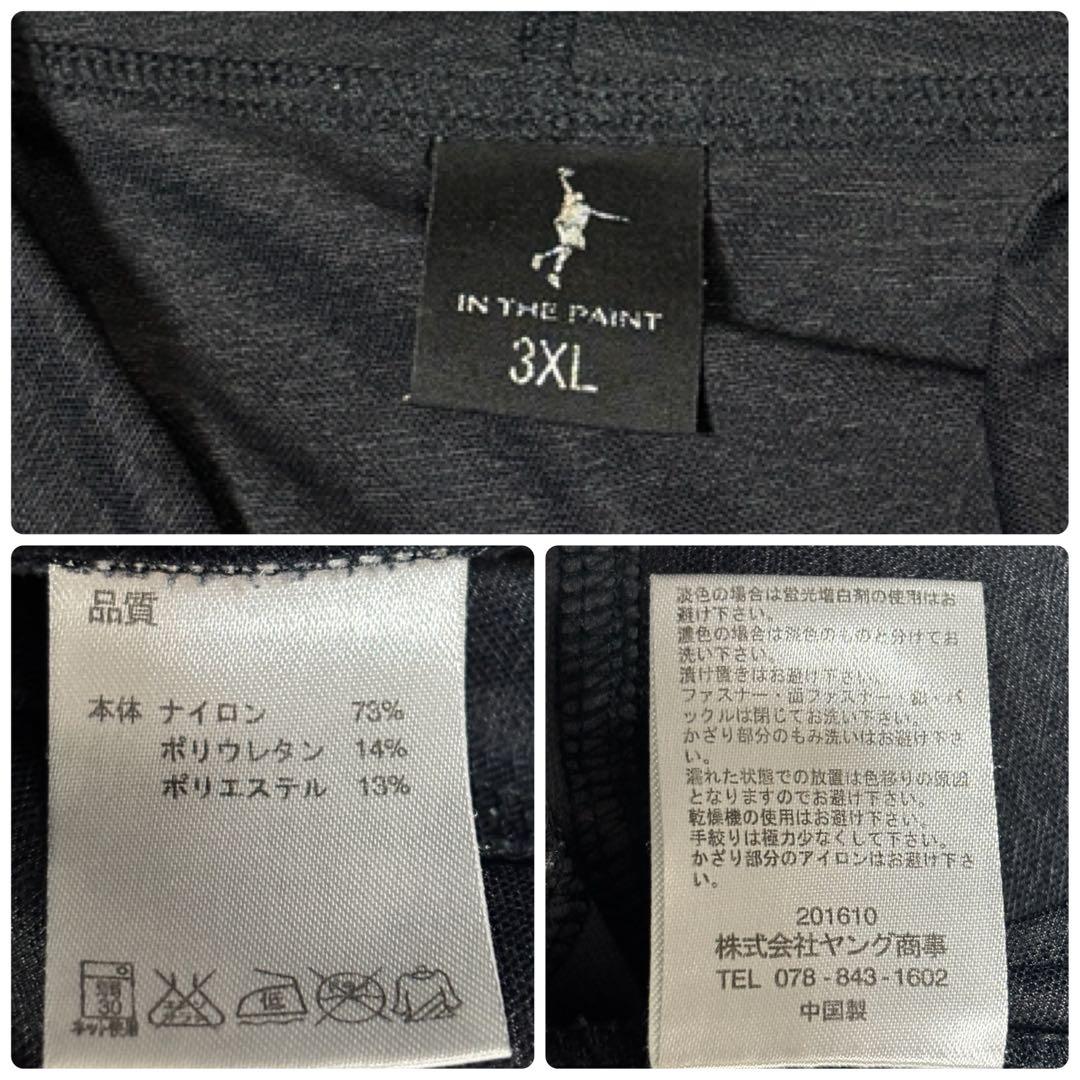 IN THE PAINT
3XL
品質
本体 ナイロン 73%
ポリウレタン 14%
ポリエステル 13%
30
ネット使用
低
淡色の場合は蛍光増白剤の使用はお
避け下さい。
濃色の場合は淡色のものと分けてお
洗い下さい。
漬け置きはお避け下さい。
ファスナー・面ファスナー・釦・バ
ックルは閉じてお洗い下さい。
かざり部分のもみ洗いはお避け下さ
い。
濡れた状態での放置は色移りの原因
となりますのでお避け下さい。
乾燥機の使用はお避け下さい。
手絞りは極力少なくして下さい。
かざり部分のアイロンはお避け下さ
い。
201610
株式会社ヤング商事
TEL 078-843-1602
中国製